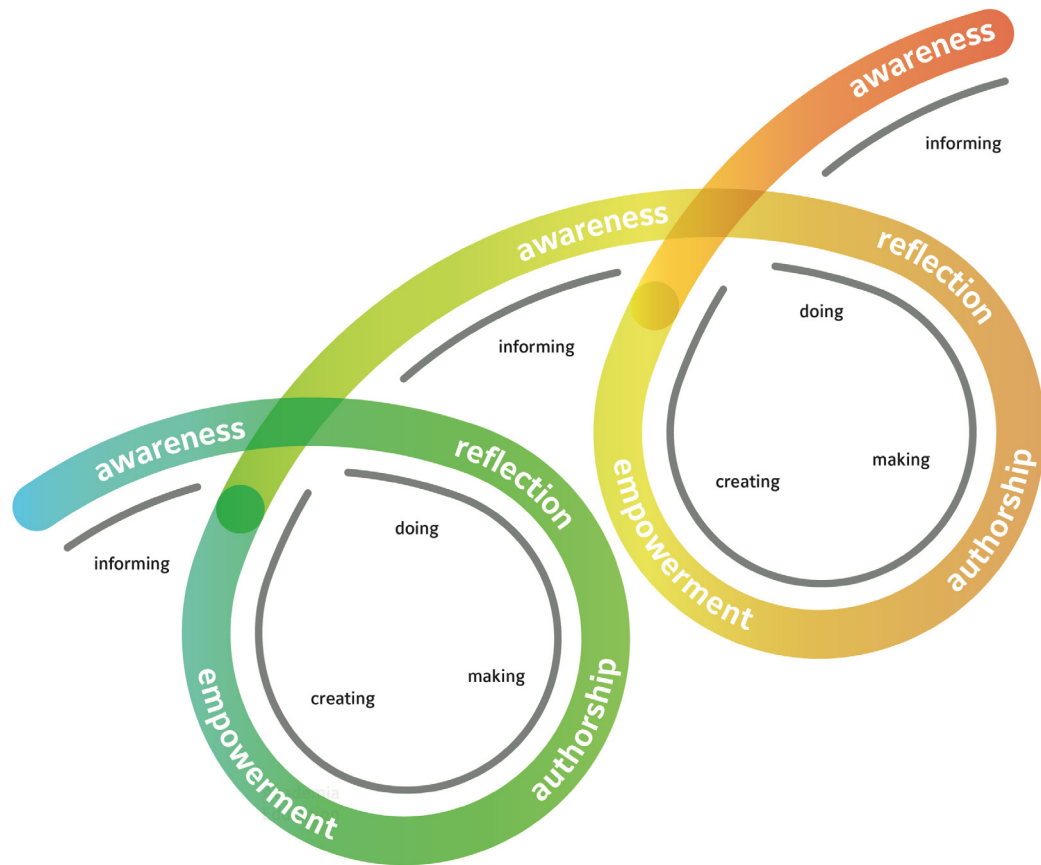 awareness
informing
reflection
doing
authorship
making
empowerment
creating
awareness
informing
reflection
doing
authorship
making
empowerment
creating
awareness
informing